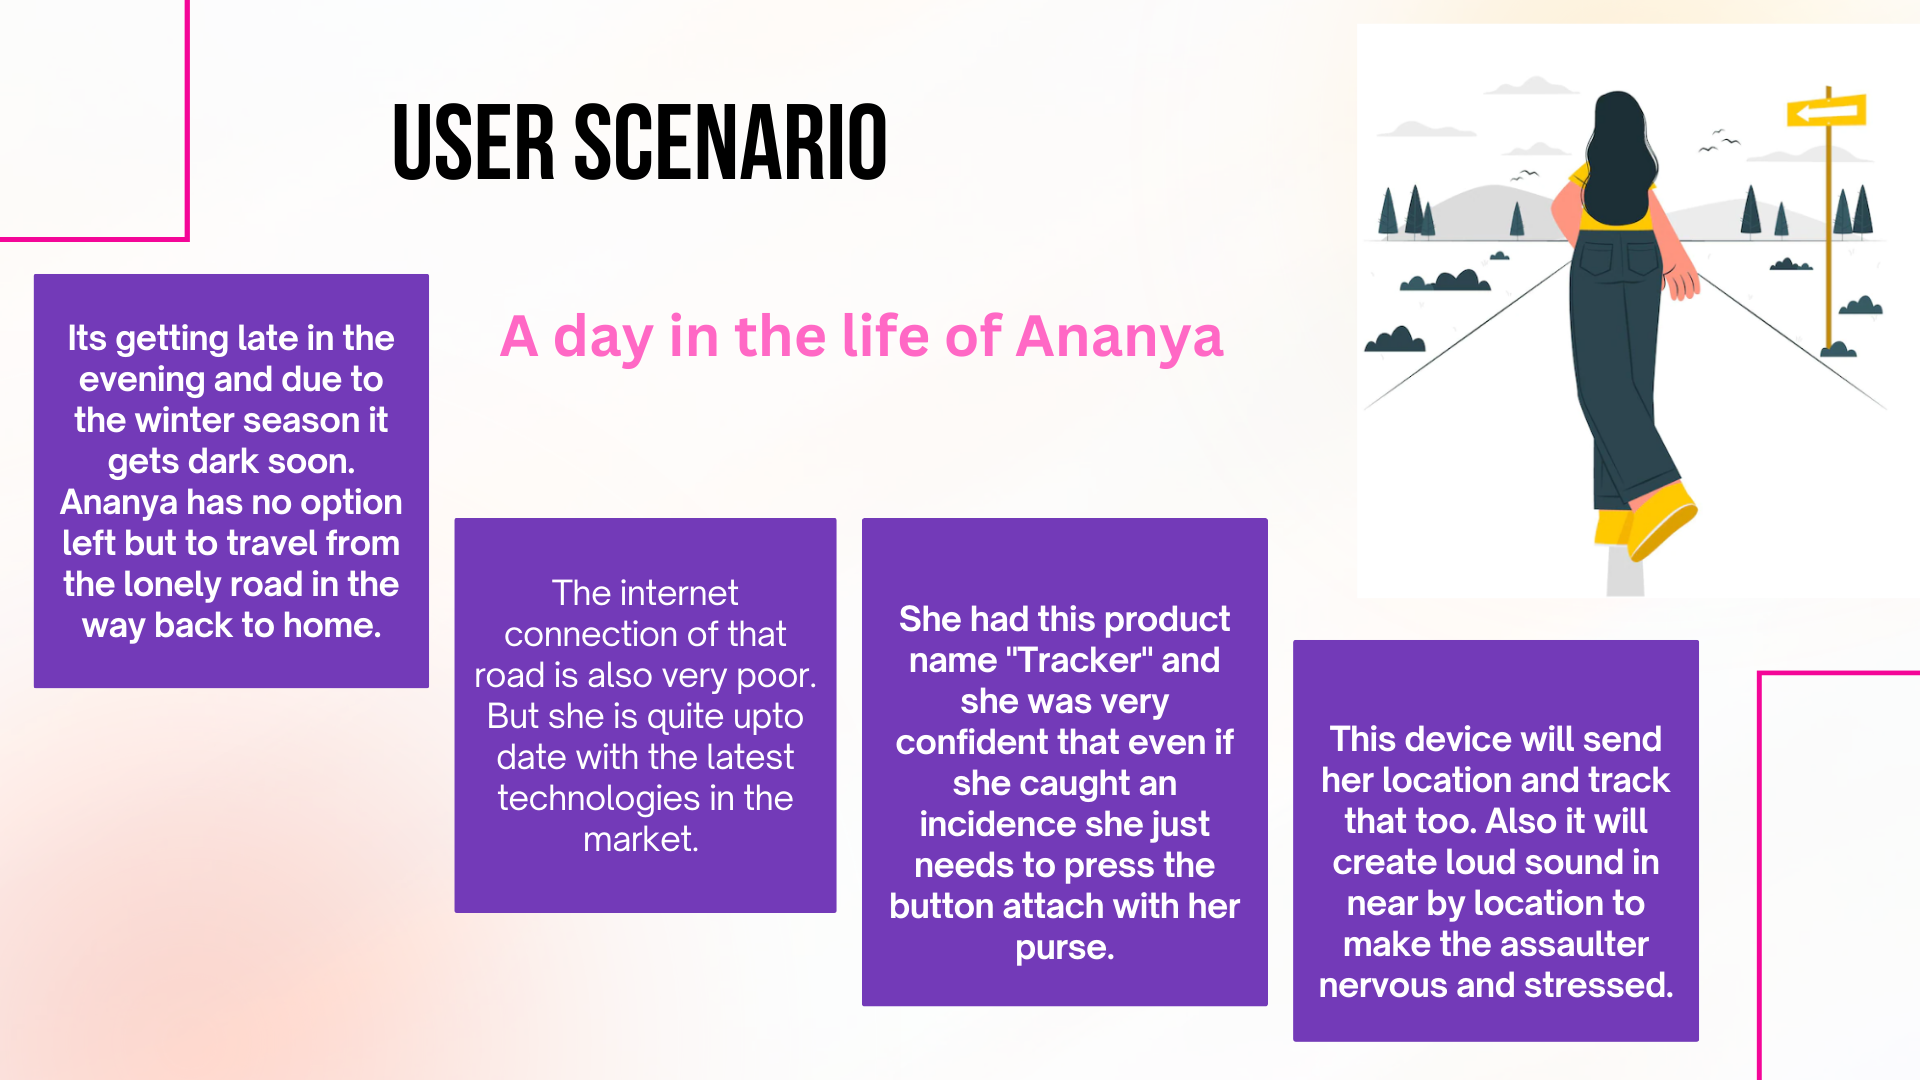 USER SCENARIO
A day in the life of Ananya
Its getting late in the
evening and due to
the winter season it
gets dark soon.
Ananya has no option
left but to travel from
the lonely road in the
way back to home.
The internet
connection of that
road is also very poor.
But she is quite upto
date with the latest
technologies in the
market.
She had this product
name "Tracker" and
she was very
confident that even if
she caught an
incidence she just
needs to press the
button attach with her
purse.
This device will send
her location and track
that too. Also it will
create loud sound in
near by location to
make the assaulter
nervous and stressed.